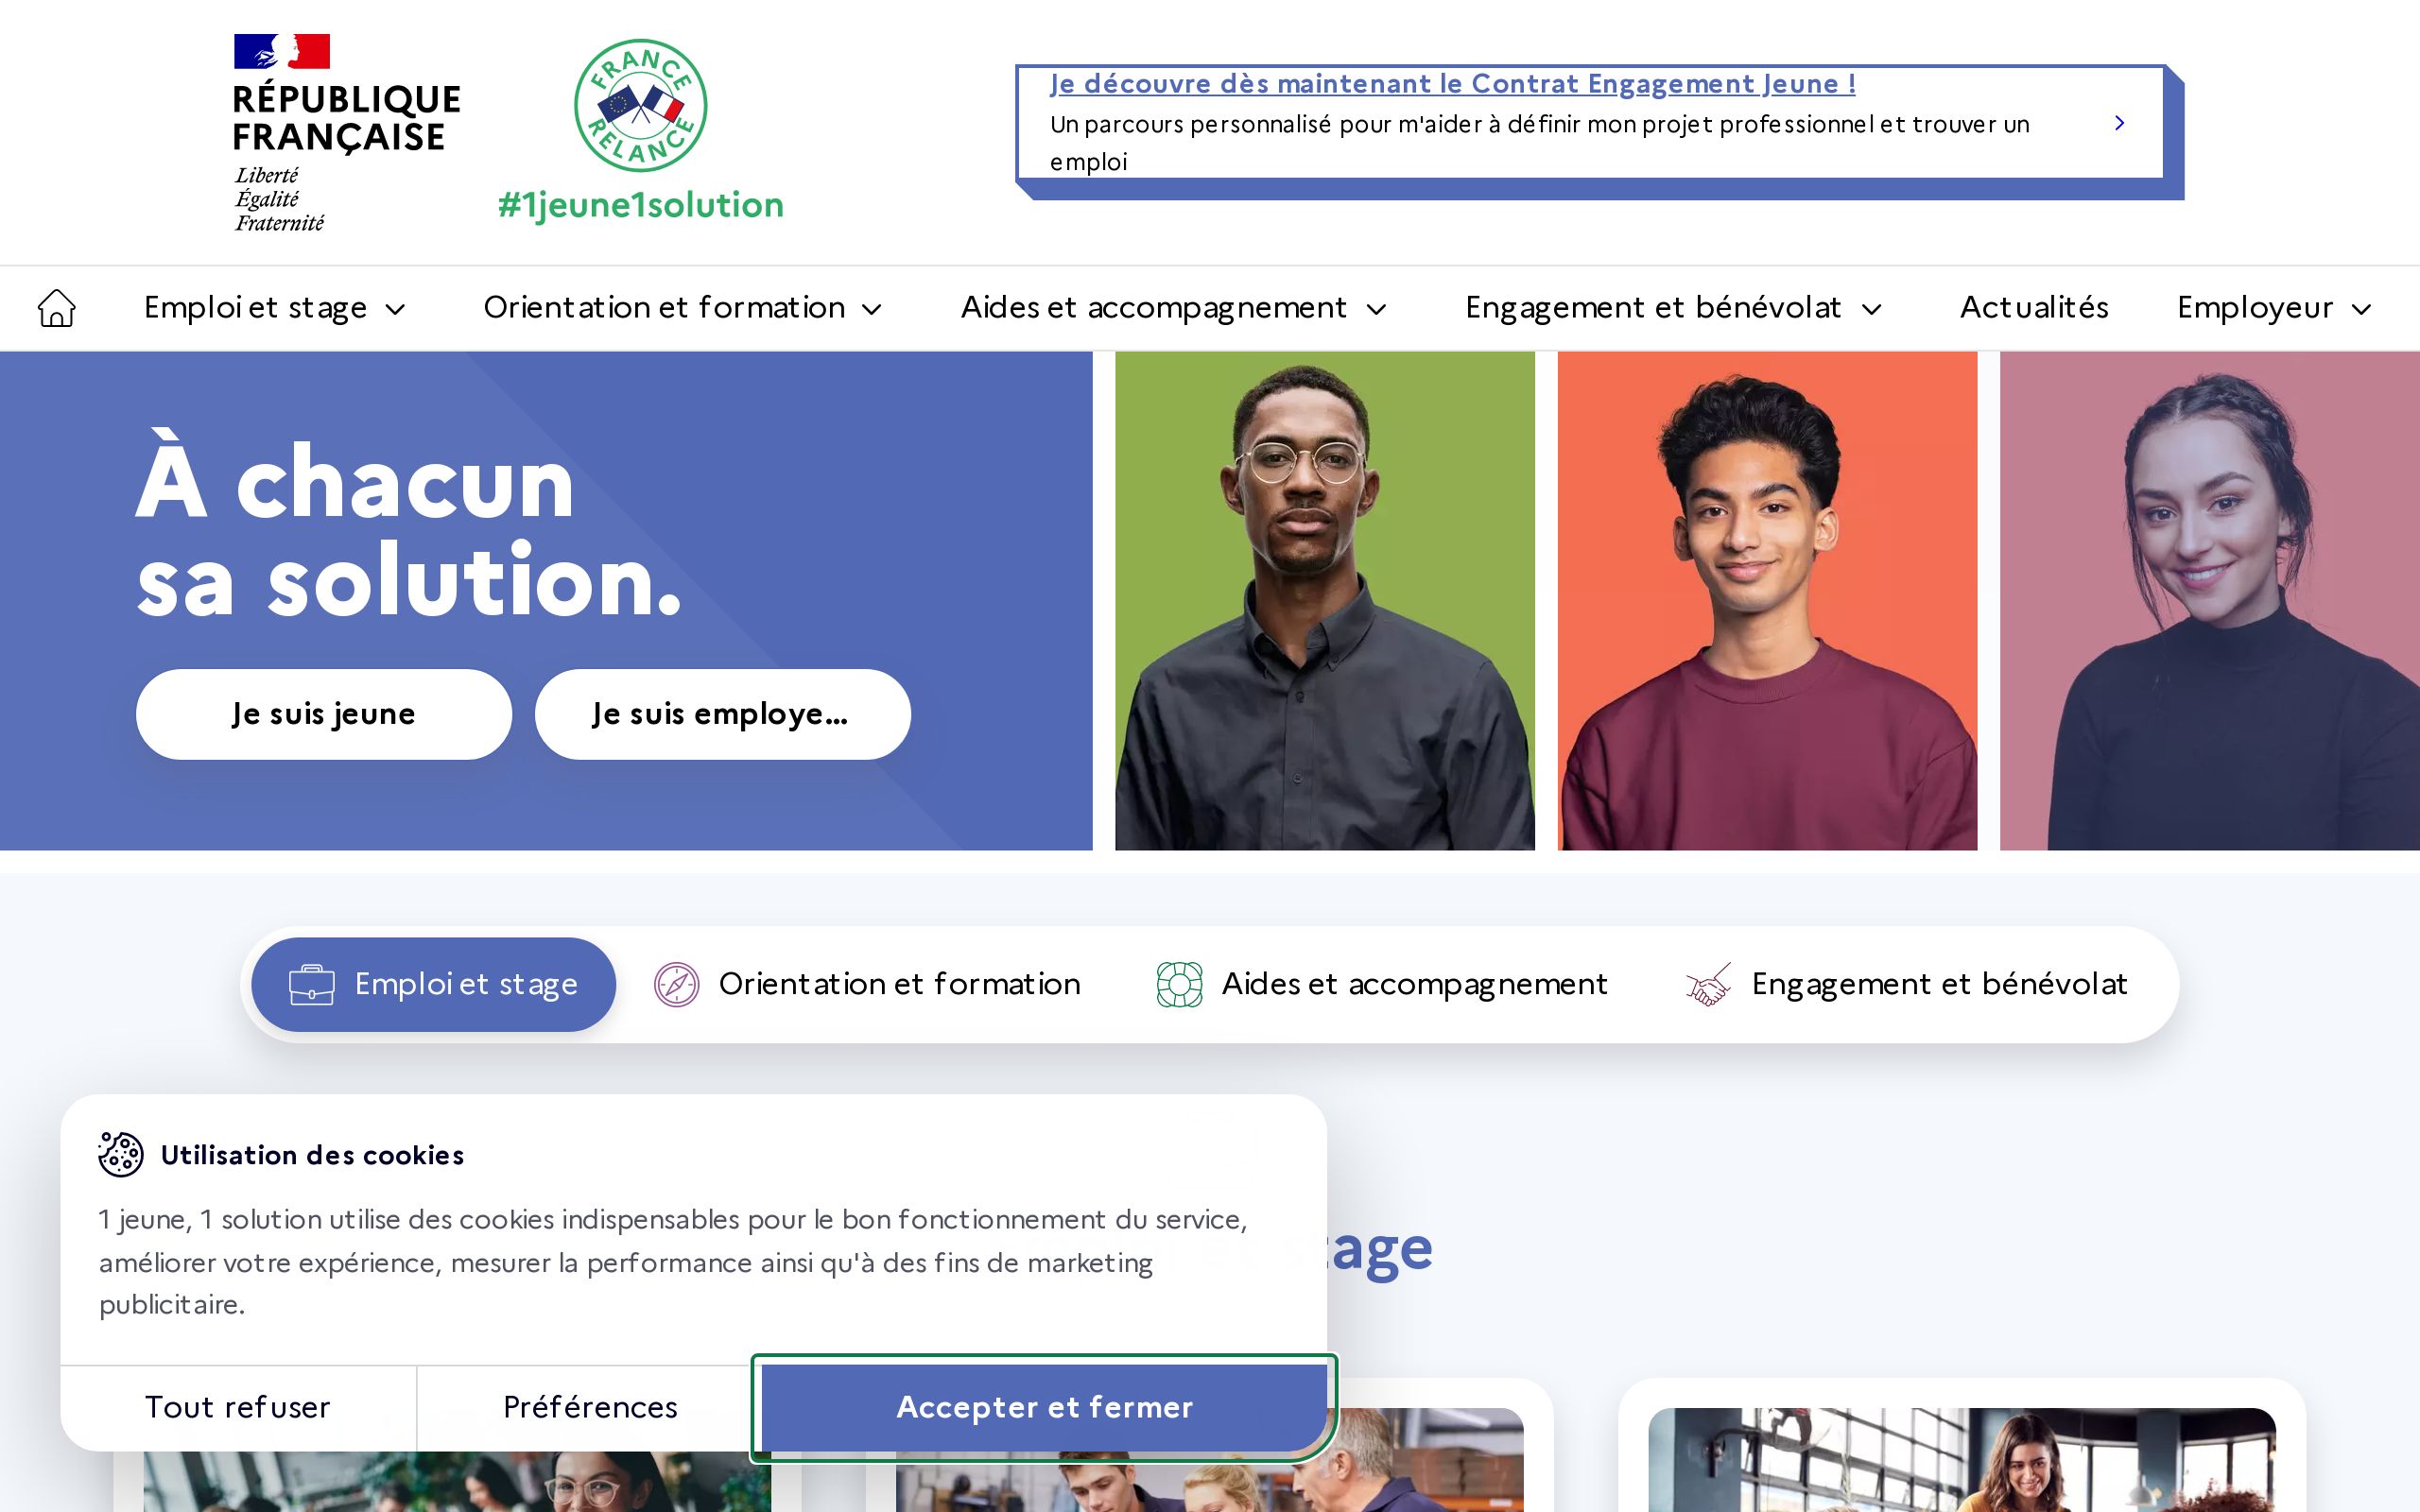 RÉPUBLIQUE
FRANÇAISE
Liberté
Égalité
Fraternité
FRANCE
RELANCE
#1jeune1solution
Je découvre dès maintenant le Contrat Engagement Jeune !
Un parcours personnalisé pour m'aider à définir mon projet professionnel et trouver un
emploi
Emploi et stage
Orientation et formation
Aides et accompagnement
Engagement et bénévolat
Actualités
Employeur
À chacun
sa solution.
Je suis jeune
Je suis employe...
Emploi et stage
Orientation et formation
Aides et accompagnement
Engagement et bénévolat
Utilisation des cookies
1 jeune, 1 solution utilise des cookies indispensables pour le bon fonctionnement du service,
améliorer votre expérience, mesurer la performance ainsi qu'à des fins de marketing
publicitaire.
tage
Tout refuser
Préférences
Accepter et fermer